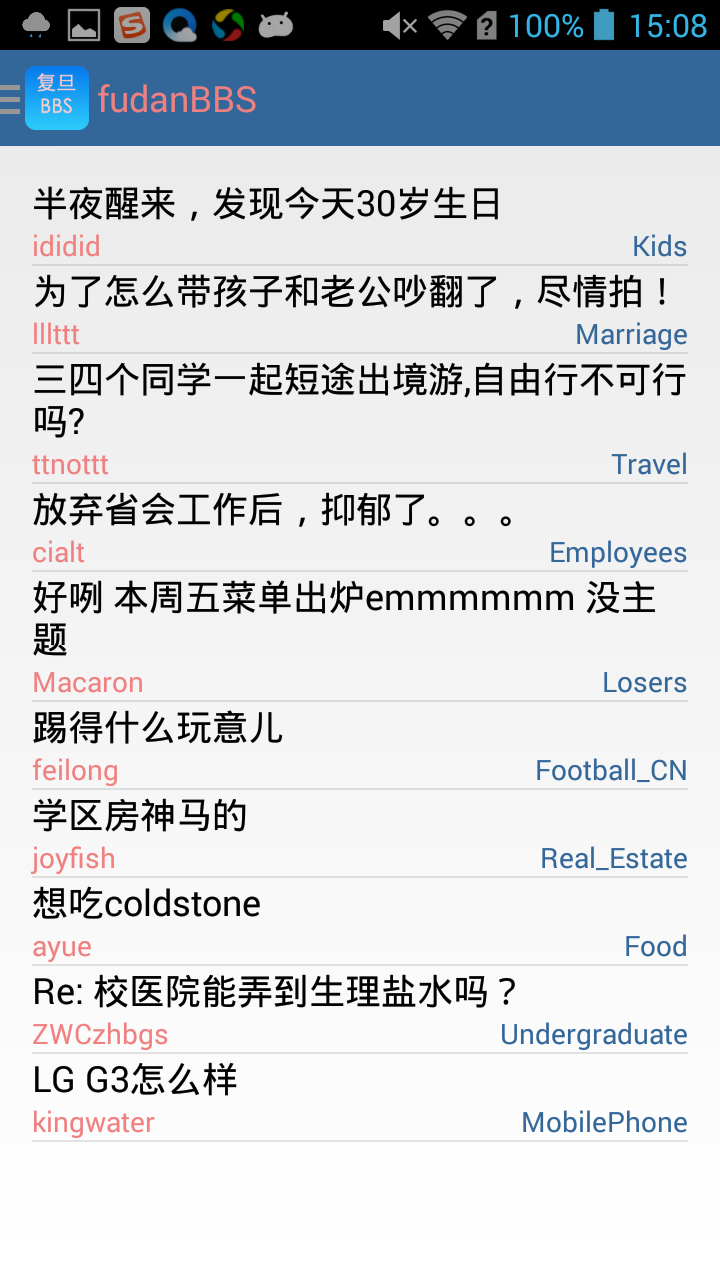 100% 15:08
复旦
BBS
fudanBBS
半夜醒来，发现今天30岁生日
ididid Kids
为了怎么带孩子和老公吵翻了，尽情拍！
lllttt Marriage
三四个同学一起短途出境游,自由行不可行
吗?
ttnottt Travel
放弃省会工作后，抑郁了。。。
cialt Employees
好咧 本周五菜单出炉emmmmmm 没主
题
Macaron Losers
踢得什么玩意儿
feilong Football_CN
学区房神马的
joyfish Real_Estate
想吃coldstone
ayue Food
Re: 校医院能弄到生理盐水吗？
ZWCzhbgs Undergraduate
LG G3怎么样
kingwater MobilePhone